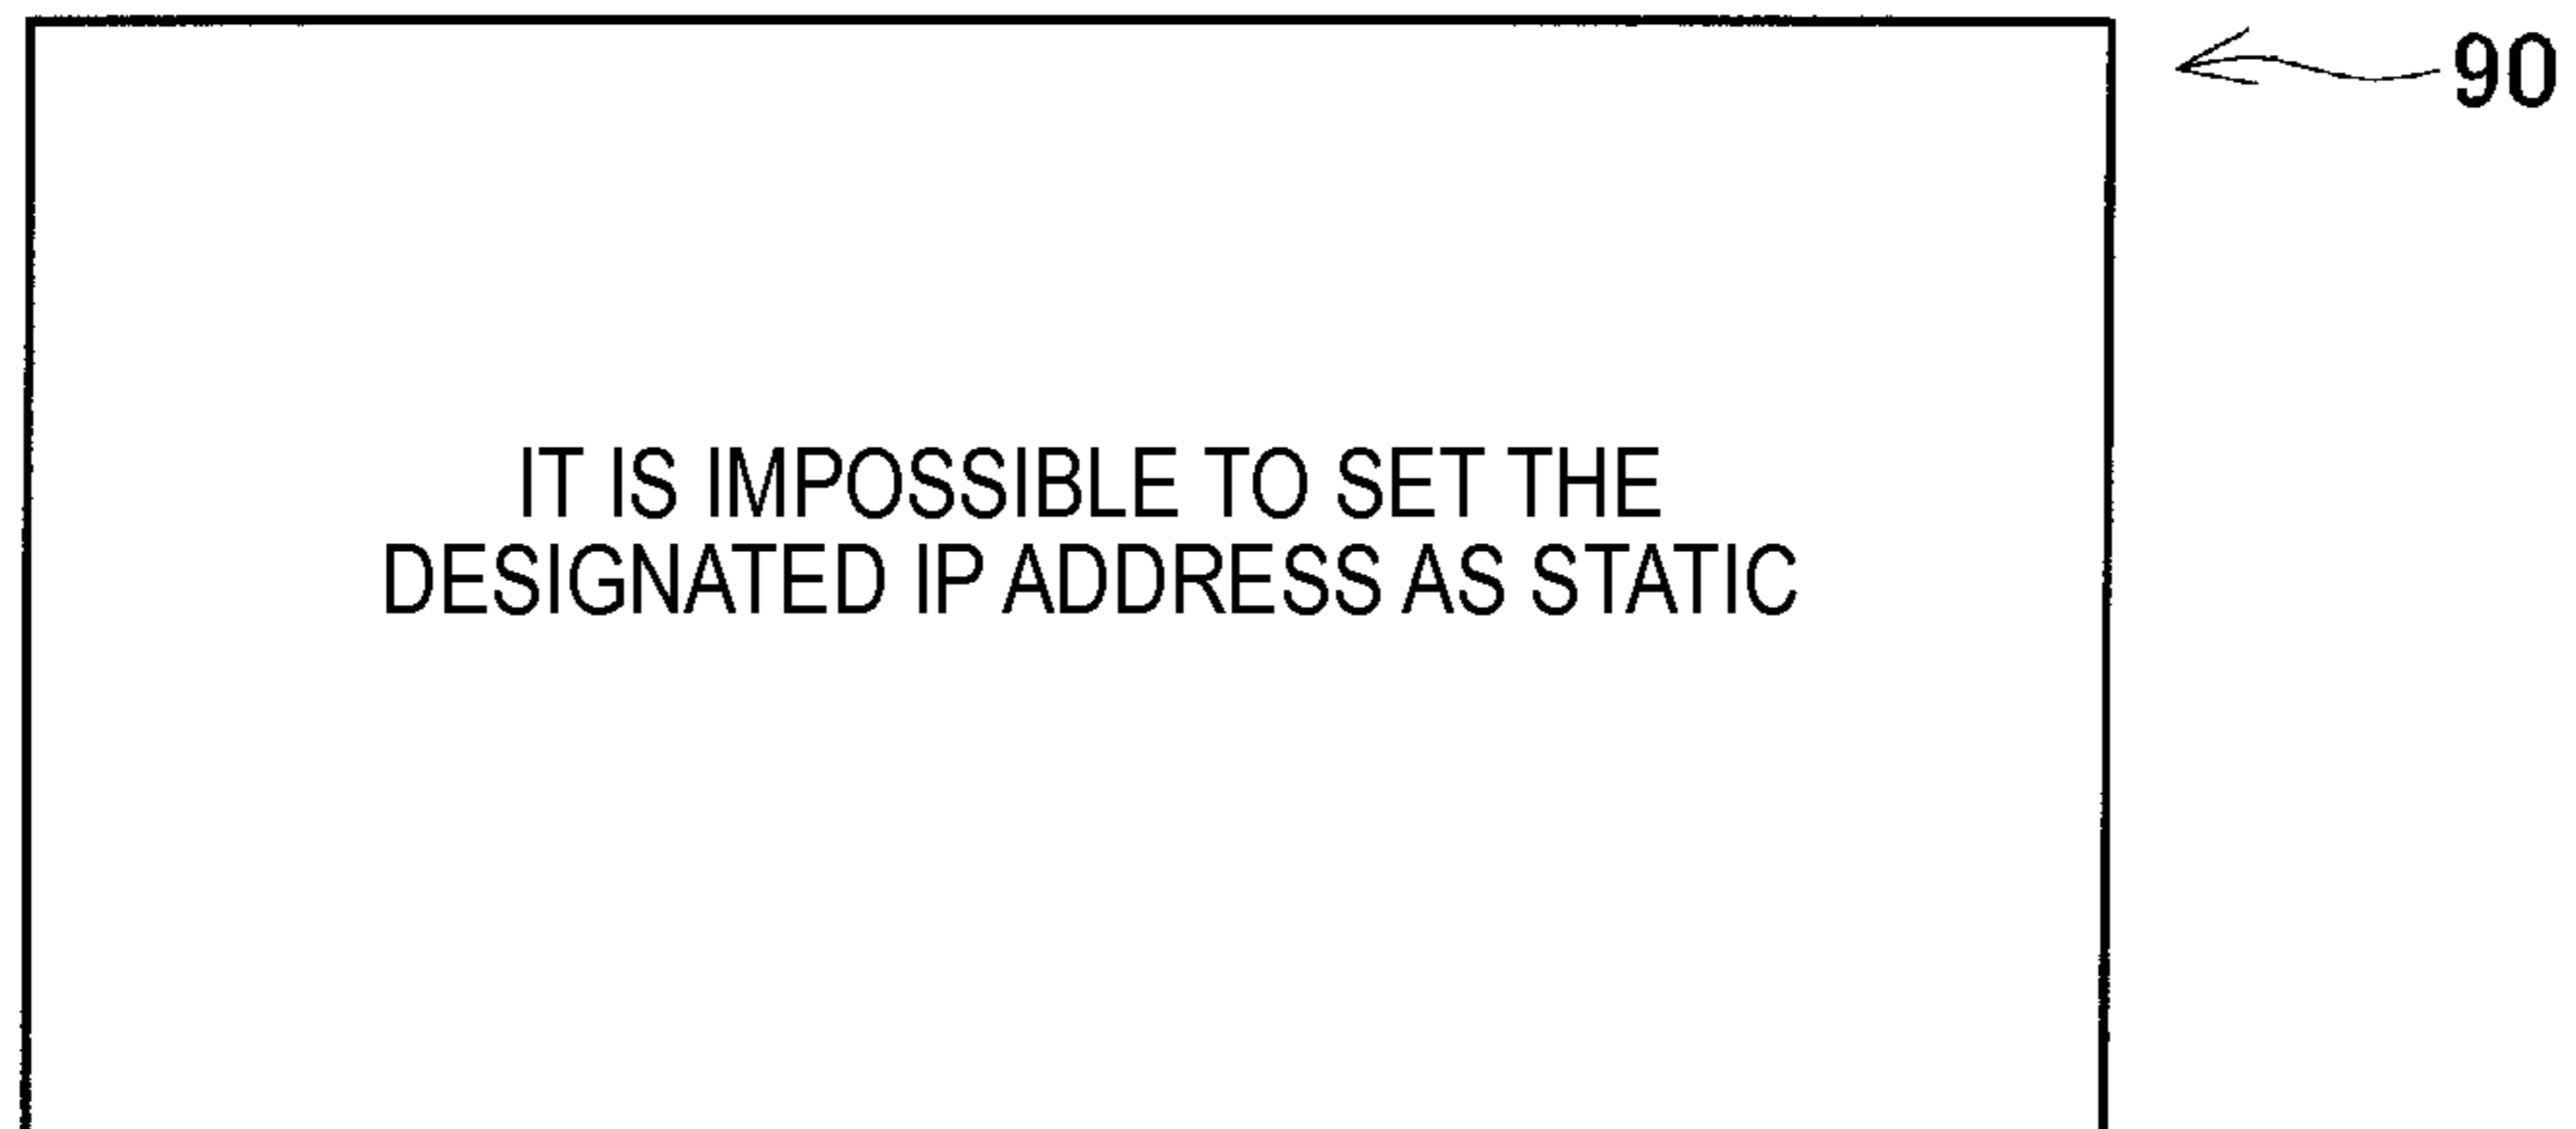 90
IT IS IMPOSSIBLE TO SET THE
DESIGNATED IP ADDRESS AS STATIC